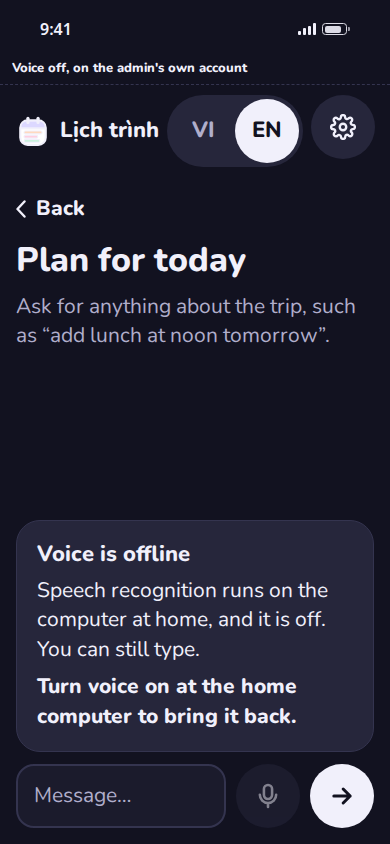 9:41
Voice off, on the admin's own account
Lịch trình
VI
EN
Back
Plan for today
Ask for anything about the trip, such
as “add lunch at noon tomorrow”.
Voice is offline
Speech recognition runs on the
computer at home, and it is off.
You can still type.
Turn voice on at the home
computer to bring it back.
Message...